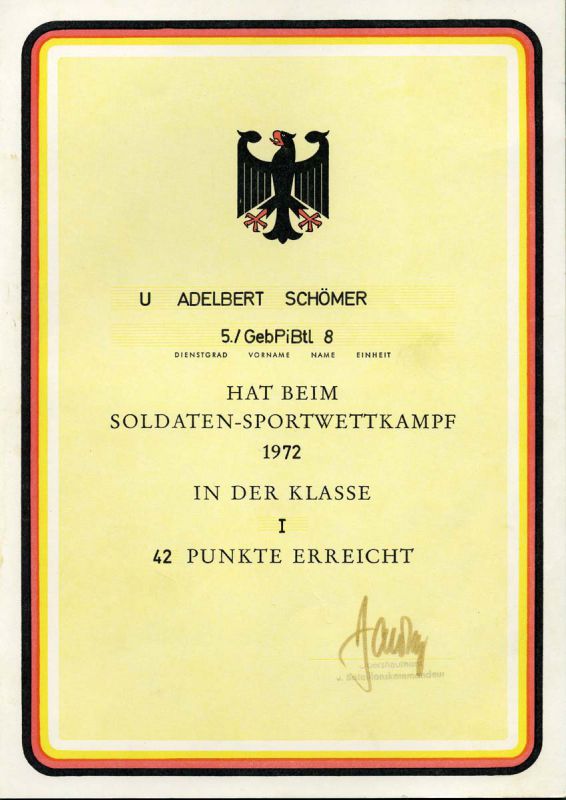 U ADELBERT SCHÖMER
5./GebPiBtl 8
DIENSTGRAD VORNAME NAME EINHEIT
HAT BEIM
SOLDATEN-SPORTWETTKAMPF
1972
IN DER KLASSE
I
42 PUNKTE ERREICHT
u. Bataillonskommandeur